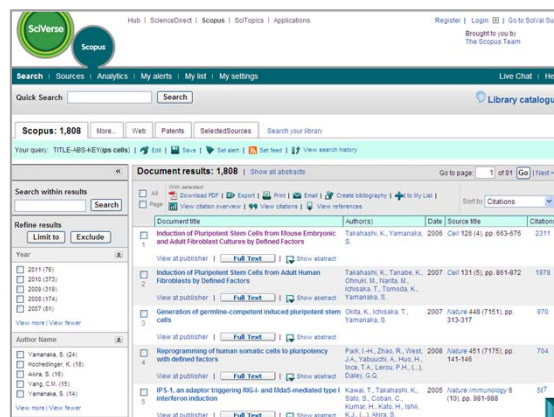 SciVerse
Scopus
Hub | ScienceDirect | Scopus | SciTopics | Applications
Register | Login | Go to SciVal Su
Brought to you by
The Scopus Team
Search | Sources | Analytics | My alerts | My list | My settings
Live Chat | He
Quick Search
Search
Library catalogu
Scopus: 1,808
More...
Web
Patents
SelectedSources
Search your library
Your query: TITLE-ABS-KEY(ips cells) | Edit | Save | Set alert | Set feed | View search history
Search within results
Search
Refine results
Limit to
Exclude
Year
2011 (76)
2010 (373)
2009 (319)
2008 (174)
2007 (81)
View more | View fewer
Author Name
Yamanaka, S. (24)
Hochedlinger, K. (18)
Akira, S. (16)
Yang, C.M. (15)
Yamanaka, S. (14)
View more | View fewer
Document results: 1,808 | Show all abstracts
Go to page: 1 of 91 Go | Next>
All
Page
With selected:
Download PDF | Export | Print | Email | Create bibliography | Add to My List |
View citation overview | View citations | View references
Sort by Citations
Document title Author(s) Date Source title Citations
1
Induction of Pluripotent Stem Cells from Mouse Embryonic
and Adult Fibroblast Cultures by Defined Factors
Takahashi, K., Yamanaka,
S.
2006 Cell 126 (4), pp. 663-676 2311
View at publisher | Full Text | Show abstract
2
Induction of Pluripotent Stem Cells from Adult Human
Fibroblasts by Defined Factors
Takahashi, K., Tanabe, K.,
Ohnuki, M., Narita, M.,
Ichisaka, T., Tomoda, K.,
Yamanaka, S.
2007 Cell 131 (5), pp. 861-872 1978
View at publisher | Full Text | Show abstract
3
Generation of germline-competent induced pluripotent stem
cells
Okita, K., Ichisaka, T.,
Yamanaka, S.
2007 Nature 448 (7151), pp.
313-317
970
View at publisher | Full Text | Show abstract
4
Reprogramming of human somatic cells to pluripotency
with defined factors
Park, I.-H., Zhao, R., West,
J.A., Yabuuchi, A., Huo, H.,
Ince, T.A., Lerou, P.H., (...),
Daley, G.Q.
2008 Nature 451 (7175), pp.
141-146
704
View at publisher | Full Text | Show abstract
5
IPS-1, an adaptor triggering RIG-I- and Mda5-mediated type I
interferon induction
Kawai, T., Takahashi, K.,
Sato, S., Coban, C.,
Kumar, H., Kato, H., Ishii,
K.J., (...), Akira, S.
2005 Nature Immunology 6
(10), pp. 981-988
View at publisher | Full Text | Show abstract